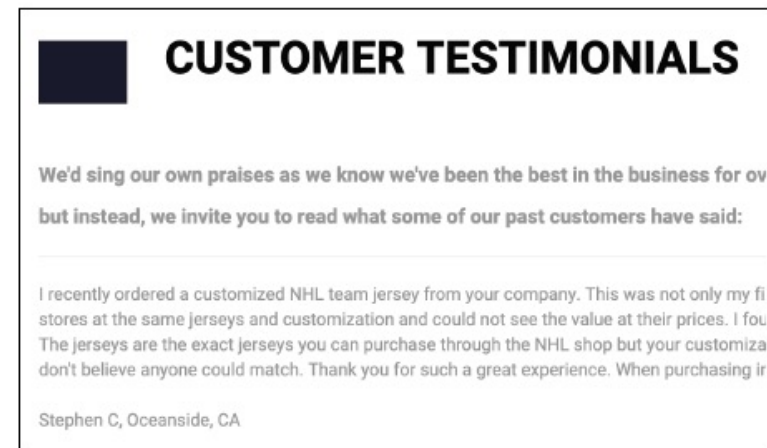 CUSTOMER TESTIMONIALS
We'd sing our own praises as we know we've been the best in the business for
but instead, we invite you to read what some of our past customers have said:
I recently ordered a customized NHL team jersey from your company. This was not only my
stores at the same jerseys and customization and could not see the value at their prices. I
The jerseys are the exact jerseys you can purchase through the NHL shop but your
don't believe anyone could match. Thank you for such a great experience. When purchasing
Stephen C, Oceanside, CA